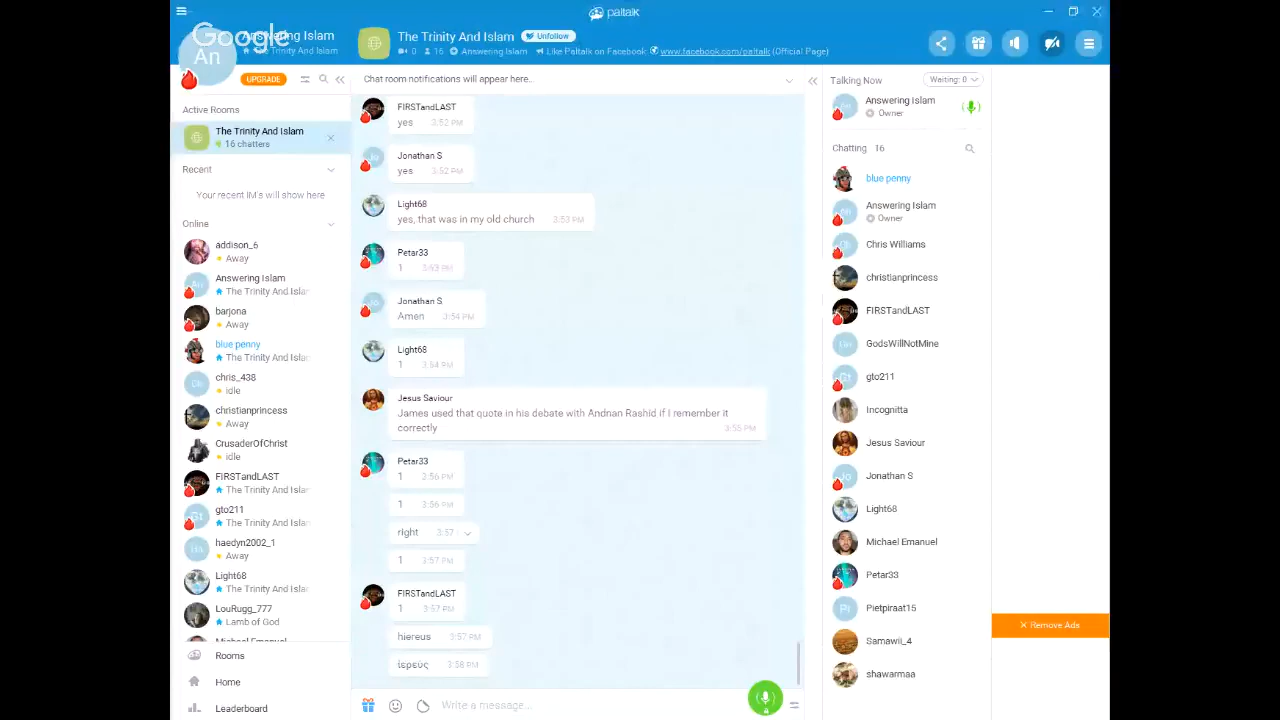 paltalk
Google
Answering Islam
The Trinity And Islam
An
UPGRADE
Active Rooms
The Trinity And Islam
16 chatters
Recent
Your recent IM's will show here
Online
addison_6
Away
Answering Islam
The Trinity And Islar
barjona
Away
blue penny
The Trinity And Islar
chris_438
idle
christianprincess
Away
CrusaderOfChrist
idle
FIRSTandLAST
The Trinity And Islar
gto211
The Trinity And Islar
haedyn2002_1
Away
Light68
The Trinity And Islar
LouRugg_777
Lamb of God
Michael Emanuel
Rooms
Home
Leaderboard
The Trinity And Islam
Unfollow
0 16 Answering Islam Like Paltalk on Facebook: www.facebook.com/paltalk (Official Page)
Chat room notifications will appear here...
FIRSTandLAST
yes 3:52 PM
Jonathan S
yes 3:52 PM
Light68
yes, that was in my old church 3:53 PM
Petar33
1 3:53 PM
Jonathan S
Amen 3:54 PM
Light68
1 3:54 PM
Jesus Saviour
James used that quote in his debate with Andnan Rashid if I remember it
correctly 3:55 PM
Petar33
1 3:56 PM
1 3:56 PM
right 3:57
1 3:57 PM
FIRSTandLAST
1 3:57 PM
hiereus 3:57 PM
ἱερεύς 3:58 PM
Write a message...
Talking Now
Waiting: 0
Answering Islam
Owner
Chatting 16
blue penny
Answering Islam
Owner
Chris Williams
christianprincess
FIRSTandLAST
GodsWillNotMine
gto211
Incognitta
Jesus Saviour
Jonathan S
Light68
Michael Emanuel
Petar33
Pietpiraat15
Samawii_4
shawarmaa
Remove Ads